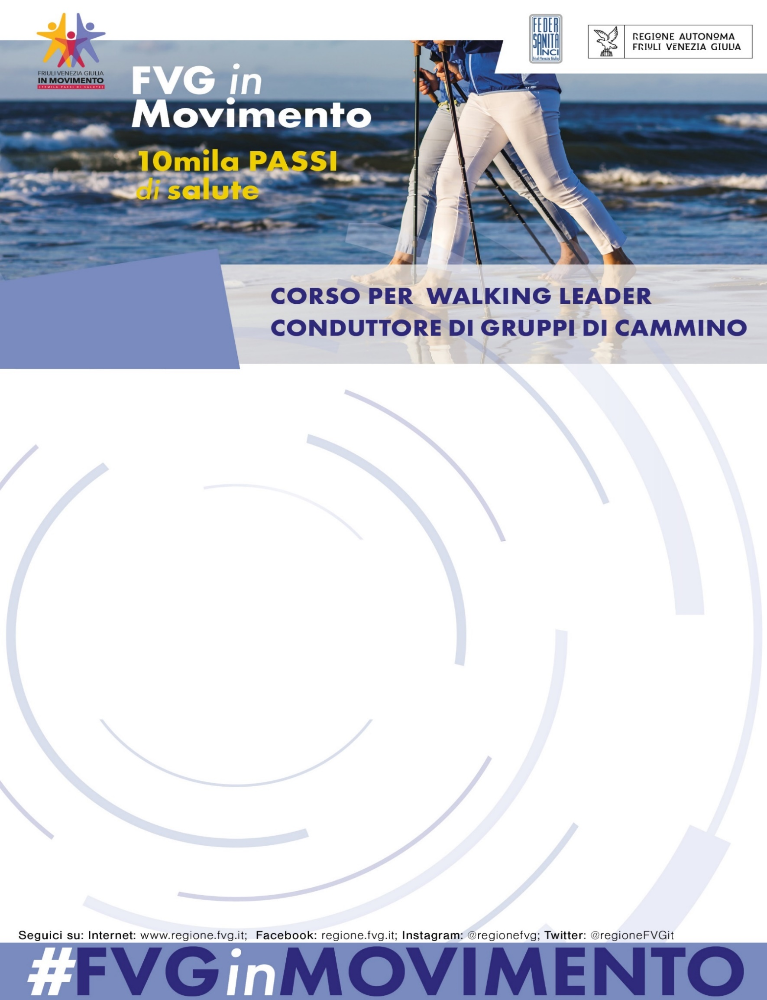 FRIULI VENEZIA GIULIA
IN MOVIMENTO
[10MILA PASSI DI SALUTE]
FEDER
SANITÀ
ANCI
Friuli Venezia Giulia
REGIONE AUTONOMA
FRIULI VENEZIA GIULIA
FVG in
Movimento
10mila PASSI
di salute
CORSO PER WALKING LEADER
CONDUTTORE DI GRUPPI DI CAMMINO
Seguici su: Internet: www.regione.fvg.it; Facebook: regione.fvg.it; Instagram: @regionefvg; Twitter: @regioneFVGit
#FVGinMOVIMENTO